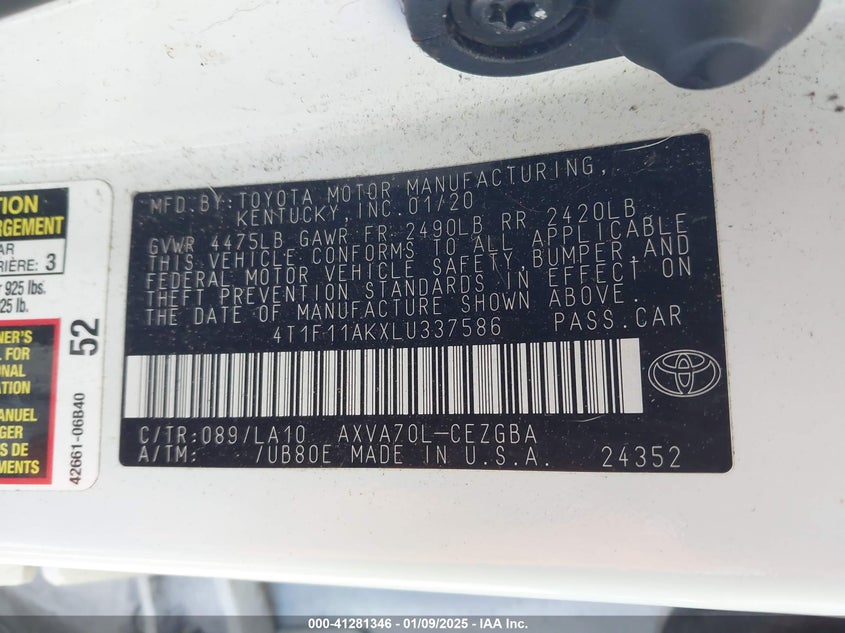 TION
RGEMENT
AR
RIÈRE: 3
925 lbs.
25 lb.
52
42661-06B40
NER'S
L FOR
ONAL
ATION
MANUEL
GER
S DE
MENTS
MFD.BY: TOYOTA MOTOR MANUFACTURING,
KENTUCKY, INC. 01/20
GVWR 4475LB GAWR FR 2490LB RR 2420LB
THIS VEHICLE CONFORMS TO ALL APPLICABLE
FEDERAL MOTOR VEHICLE SAFETY, BUMPER, AND
THEFT PREVENTION STANDARDS IN EFFECT ON
THE DATE OF MANUFACTURE SHOWN ABOVE.
4T1F11AKXLU337586 PASS.CAR
C/TR: 089/LA10 AXVA70L-CEZGBA
A/TM: /UB80E MADE IN U.S.A. 24352
000-41281346 - 01/09/2025 - IAA Inc.